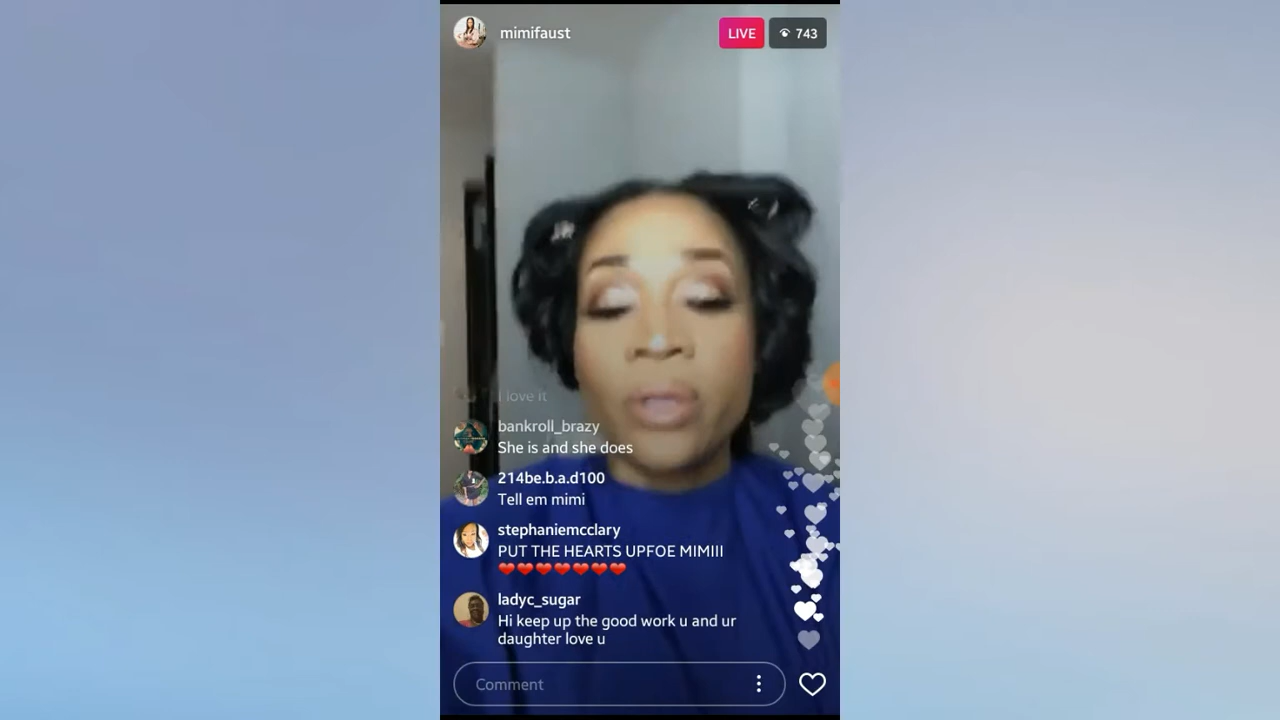 mimifaust
LIVE
743
I love it
bankroll_brazy
She is and she does
214be.b.a.d100
Tell em mimi
stephaniemcclary
PUT THE HEARTS UPFOE MIMIII
❤️❤️❤️❤️❤️❤️❤️
ladyc_sugar
Hi keep up the good work u and ur
daughter love u
Comment